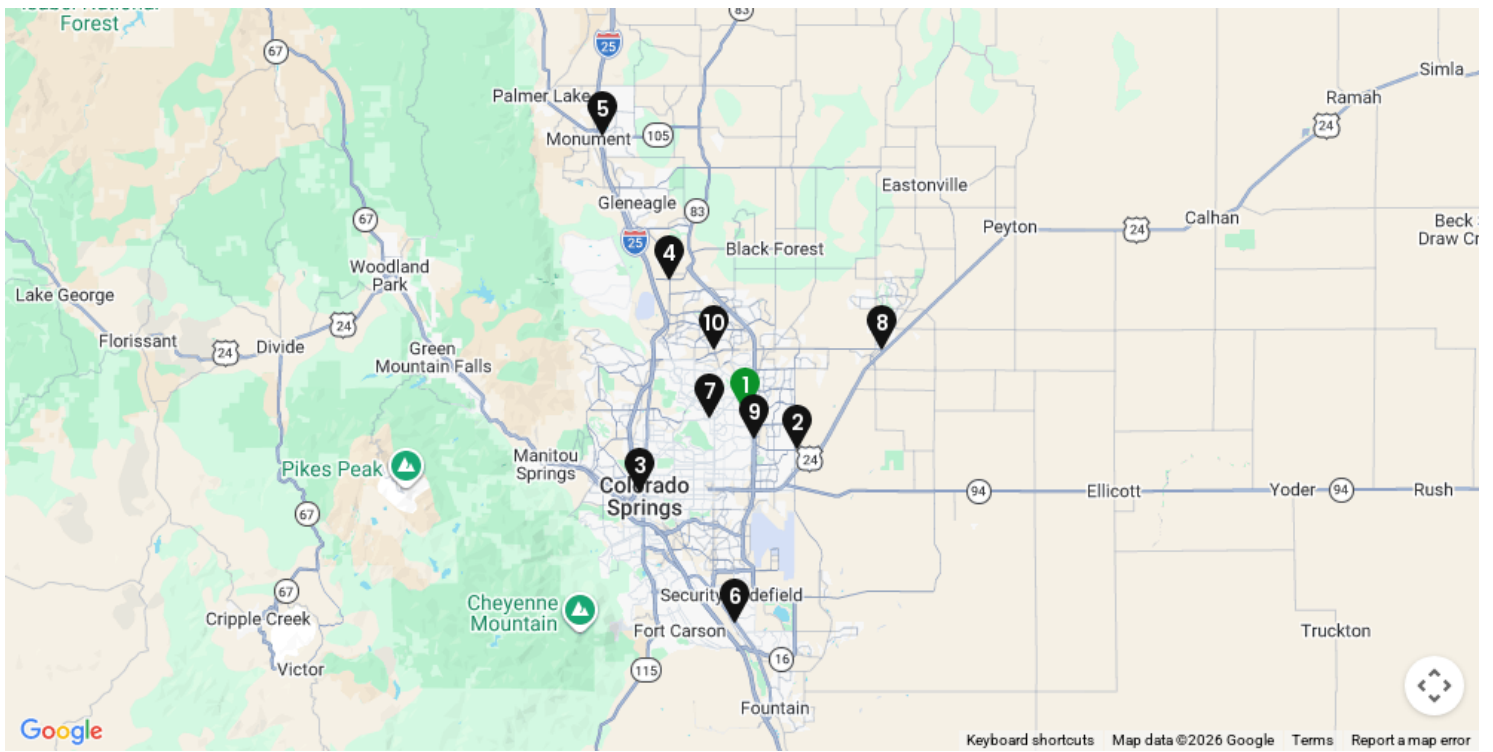 Isabel National
Forest
67
83
25
Simla
Palmer Lake
5
Ramah
24
Monument
105
Eastonville
Gleneagle
83
67
Peyton
24
Calhan
Beck
Draw Cr
25
4
Black Forest
Woodland
Park
Lake George
10
8
24
Florissant
24
Divide
Green
Mountain Falls
1
7
9
2
Manitou
Springs
24
Pikes Peak
3
Colorado
Springs
94
Ellicott
Yoder
94
Rush
67
67
Cripple Creek
Cheyenne
Mountain
6
Security
defield
Fort Carson
Truckton
Victor
115
16
Fountain
Google
Keyboard shortcuts
Map data ©2026 Google
Terms
Report a map error